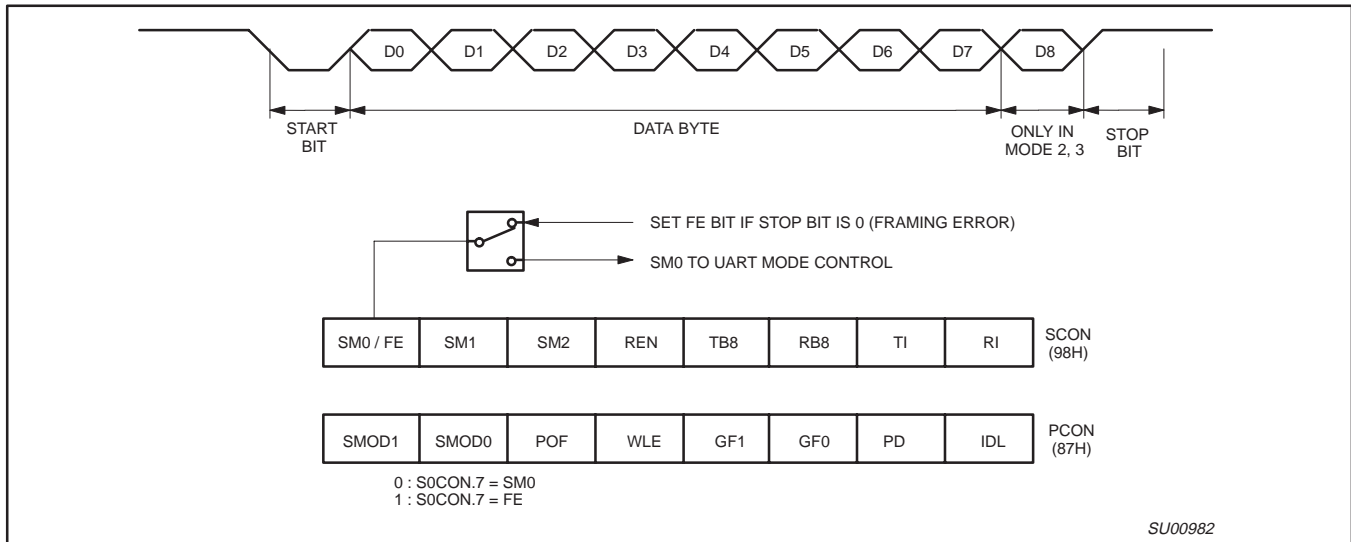 D0 D1 D2 D3 D4 D5 D6 D7 D8
START
BIT
DATA BYTE
ONLY IN
MODE 2, 3
STOP
BIT
SET FE BIT IF STOP BIT IS 0 (FRAMING ERROR)
SM0 TO UART MODE CONTROL
SM0 / FE SM1 SM2 REN TB8 RB8 TI RI
SCON
(98H)
SMOD1 SMOD0 POF WLE GF1 GF0 PD IDL
PCON
(87H)
0 : S0CON.7 = SM0
1 : S0CON.7 = FE
SU00982